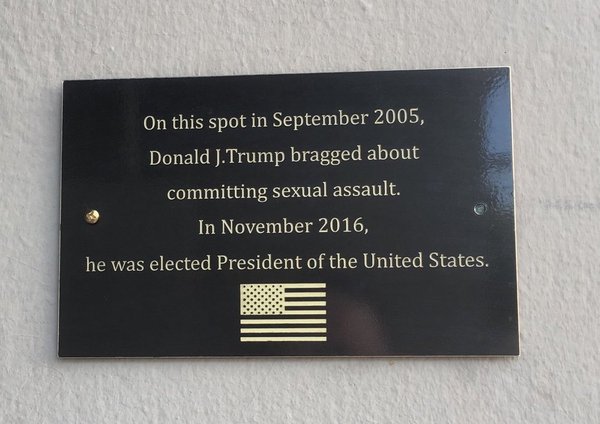 On this spot in September 2005,
Donald J.Trump bragged about
committing sexual assault.
In November 2016,
he was elected President of the United States.